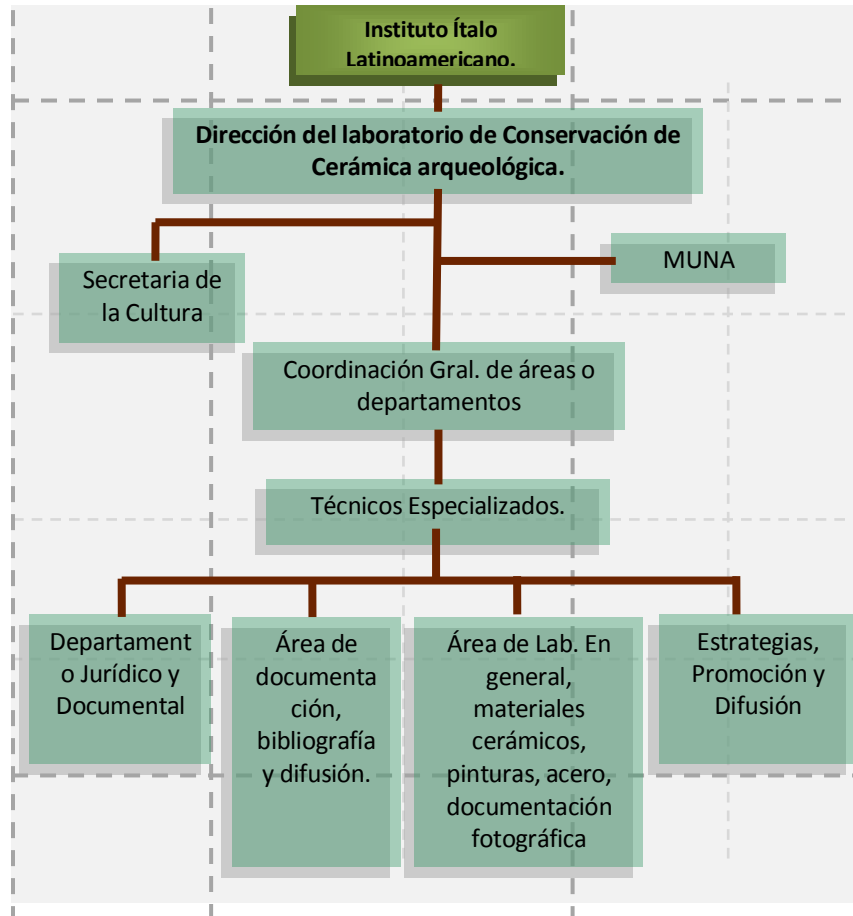 Instituto Ítalo
Latinoamericano.
Dirección del laboratorio de Conservación de
Cerámica arqueológica.
Secretaria de
la Cultura
MUNA
Coordinación Gral. de áreas o
departamentos
Técnicos Especializados.
Departament
o Jurídico y
Documental
Área de
documenta
ción,
bibliografía
y difusión.
Área de Lab. En
general,
materiales
cerámicos,
pinturas, acero,
documentación
fotográfica
Estrategias,
Promoción y
Difusión